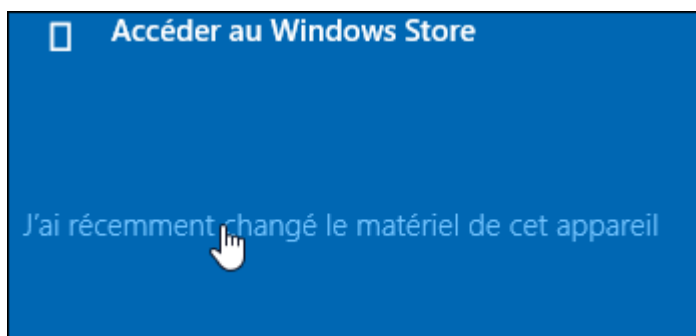 Accéder au Windows Store
J'ai récemment changé le matériel de cet appareil